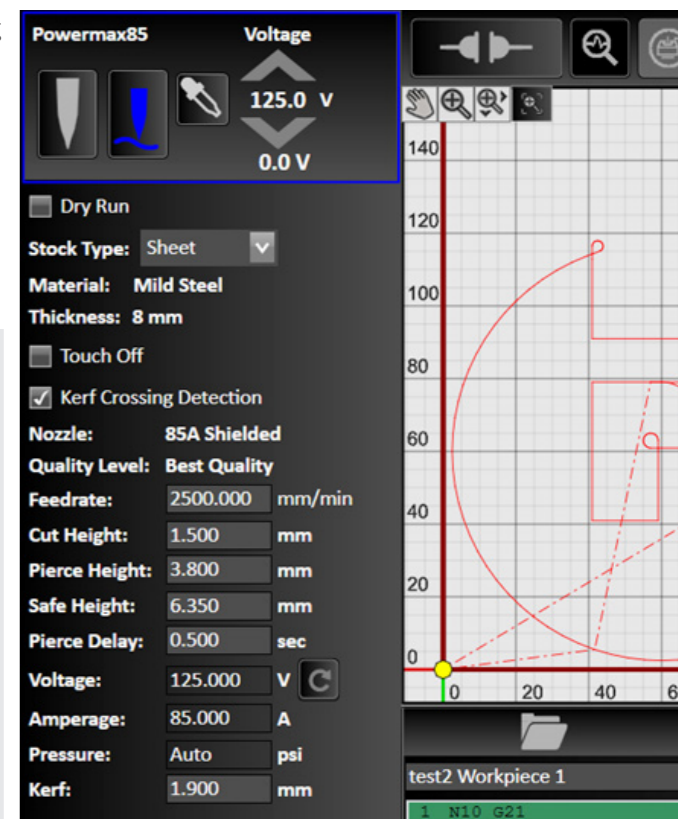 Powermax85 Voltage
125.0 V
0.0 V
Dry Run
Stock Type: Sheet
Material: Mild Steel
Thickness: 8 mm
Touch Off
Kerf Crossing Detection
Nozzle: 85A Shielded
Quality Level: Best Quality
Feedrate: 2500.000 mm/min
Cut Height: 1.500 mm
Pierce Height: 3.800 mm
Safe Height: 6.350 mm
Pierce Delay: 0.500 sec
Voltage: 125.000 V
Amperage: 85.000 A
Pressure: Auto psi
Kerf: 1.900 mm
140
120
100
80
60
40
20
0
0 20 40 6
test2 Workpiece 1
1 N10 G21